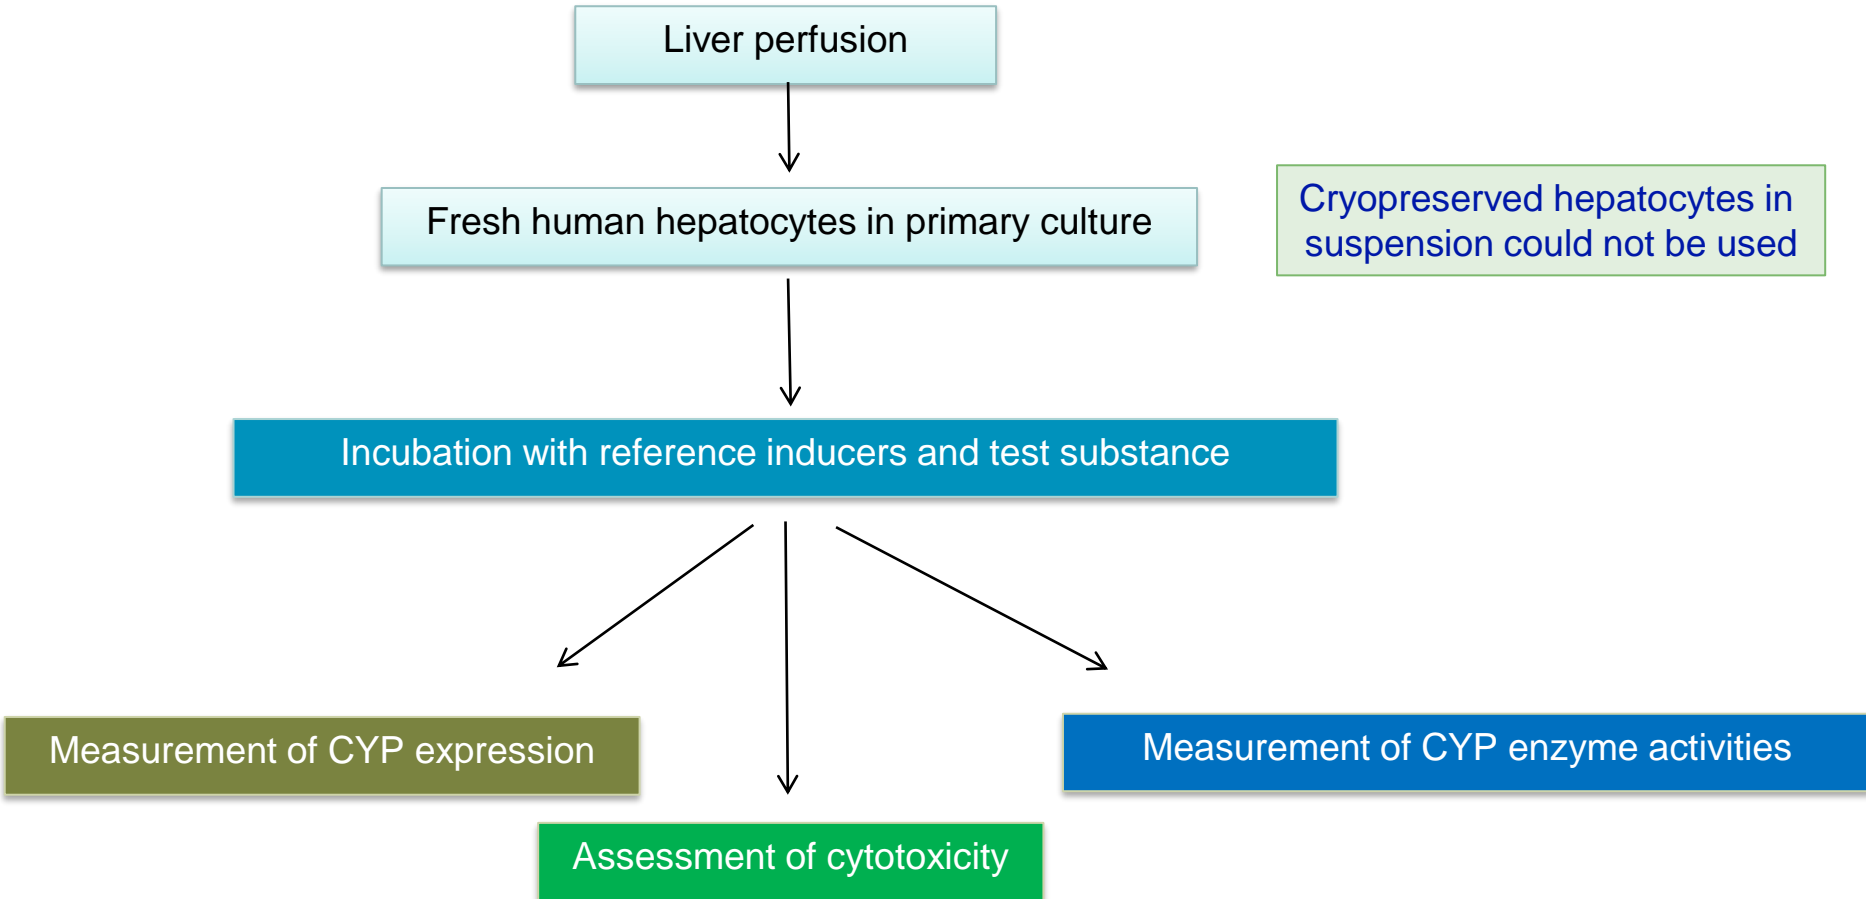 Liver perfusion
Fresh human hepatocytes in primary culture
Cryopreserved hepatocytes in
suspension could not be used
Incubation with reference inducers and test substance
Measurement of CYP expression
Measurement of CYP enzyme activities
Assessment of cytotoxicity